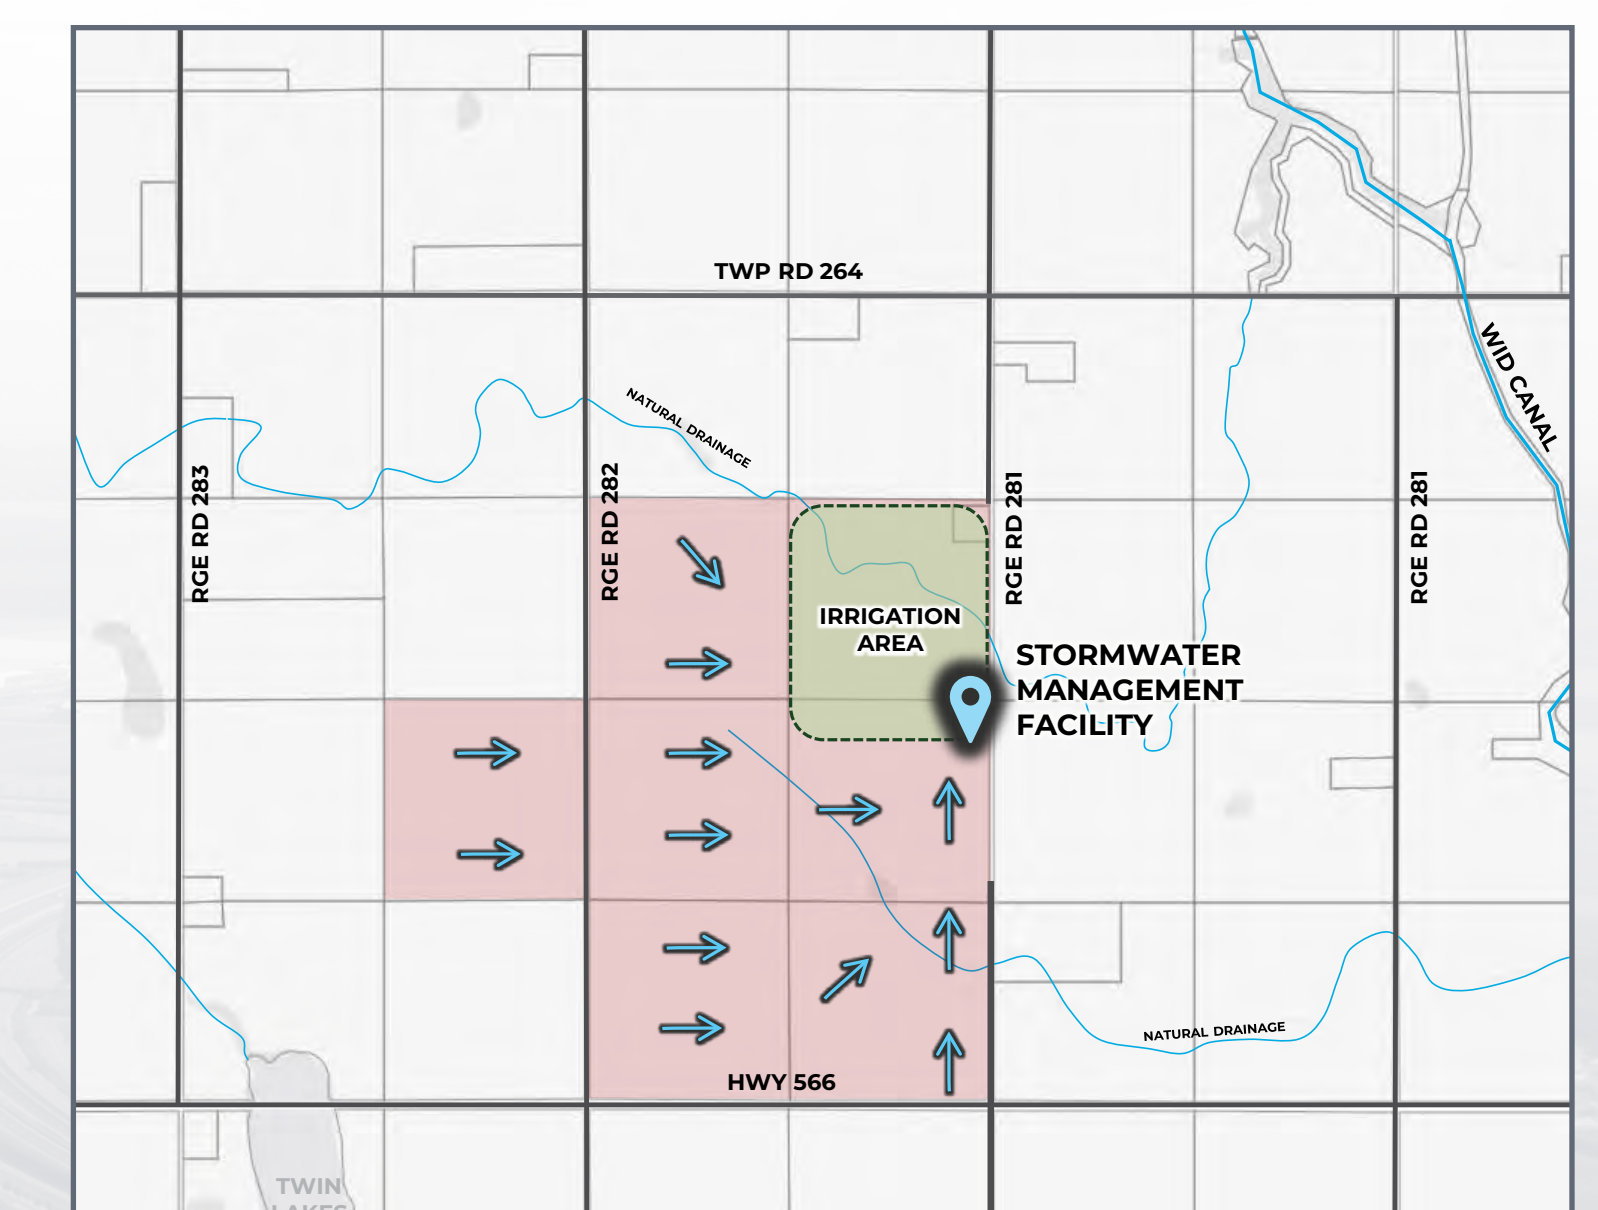 TWP RD 264
WID CANAL
NATURAL DRAINAGE
RGE RD 283
RGE RD 282
RGE RD 281
RGE RD 281
IRRIGATION
AREA
STORMWATER
MANAGEMENT
FACILITY
NATURAL DRAINAGE
HWY 566
TWIN
LAKES